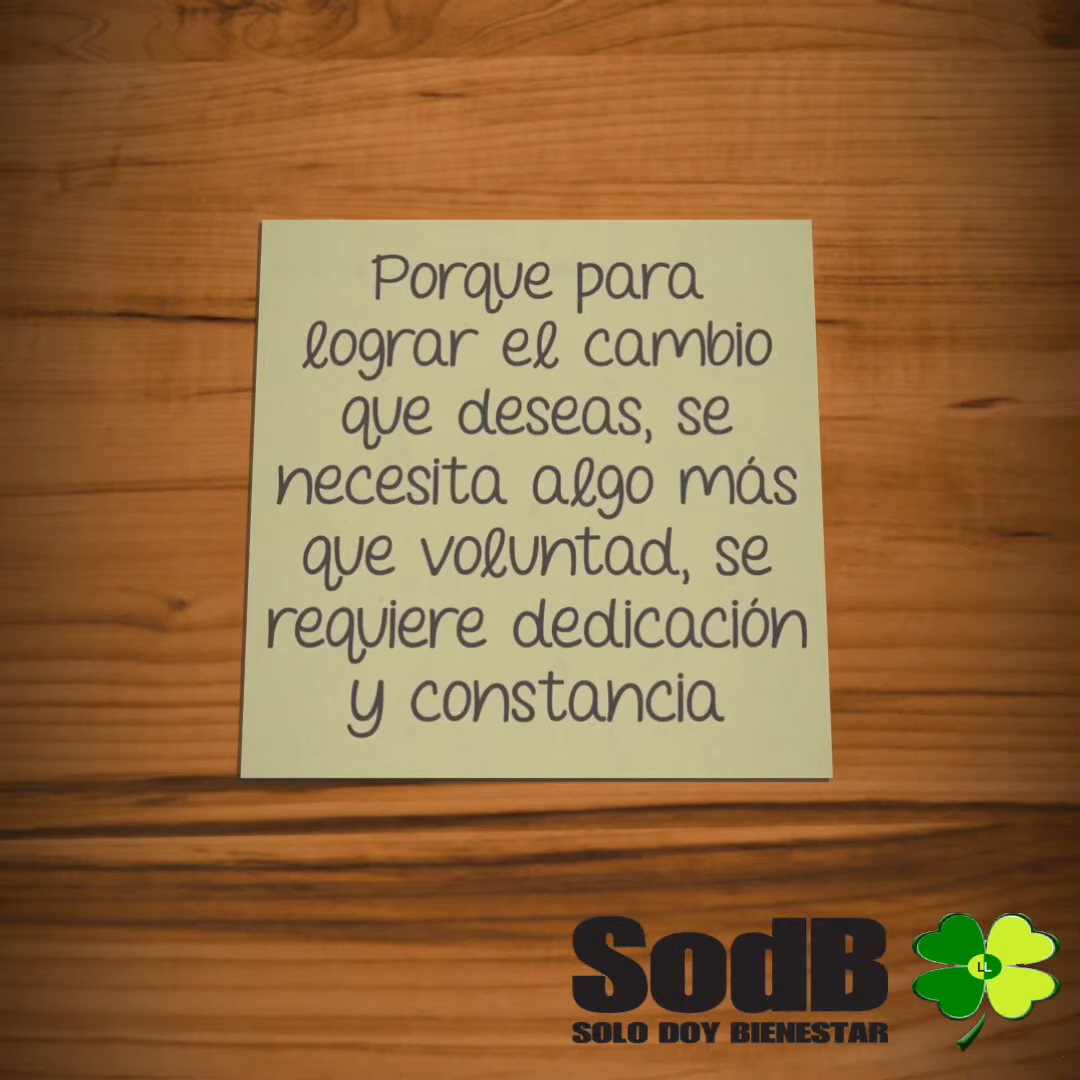 Porque para
lograr el cambio
que deseas, se
necesita algo más
que voluntad, se
requiere dedicación
y constancia
SodB
SOLO DOY BIENESTAR
LL